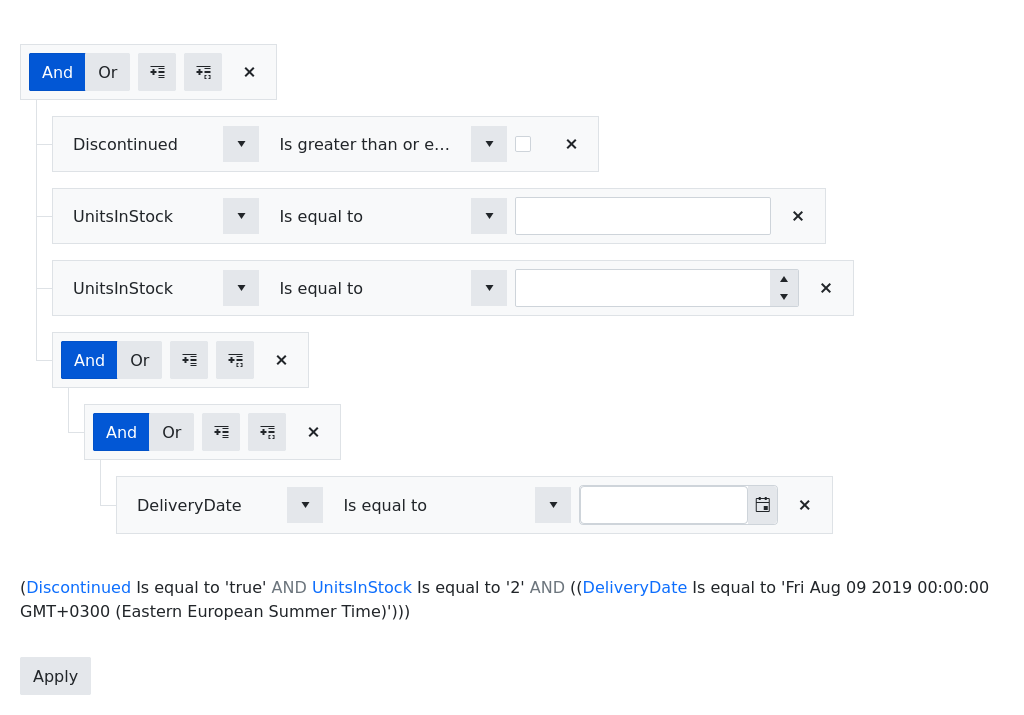 And Or
Discontinued Is greater than or e...
UnitsInStock Is equal to
UnitsInStock Is equal to
And Or
And Or
DeliveryDate Is equal to
(Discontinued Is equal to 'true' AND UnitsInStock Is equal to '2' AND ((DeliveryDate Is equal to 'Fri Aug 09 2019 00:00:00
GMT+0300 (Eastern European Summer Time)')))
Apply